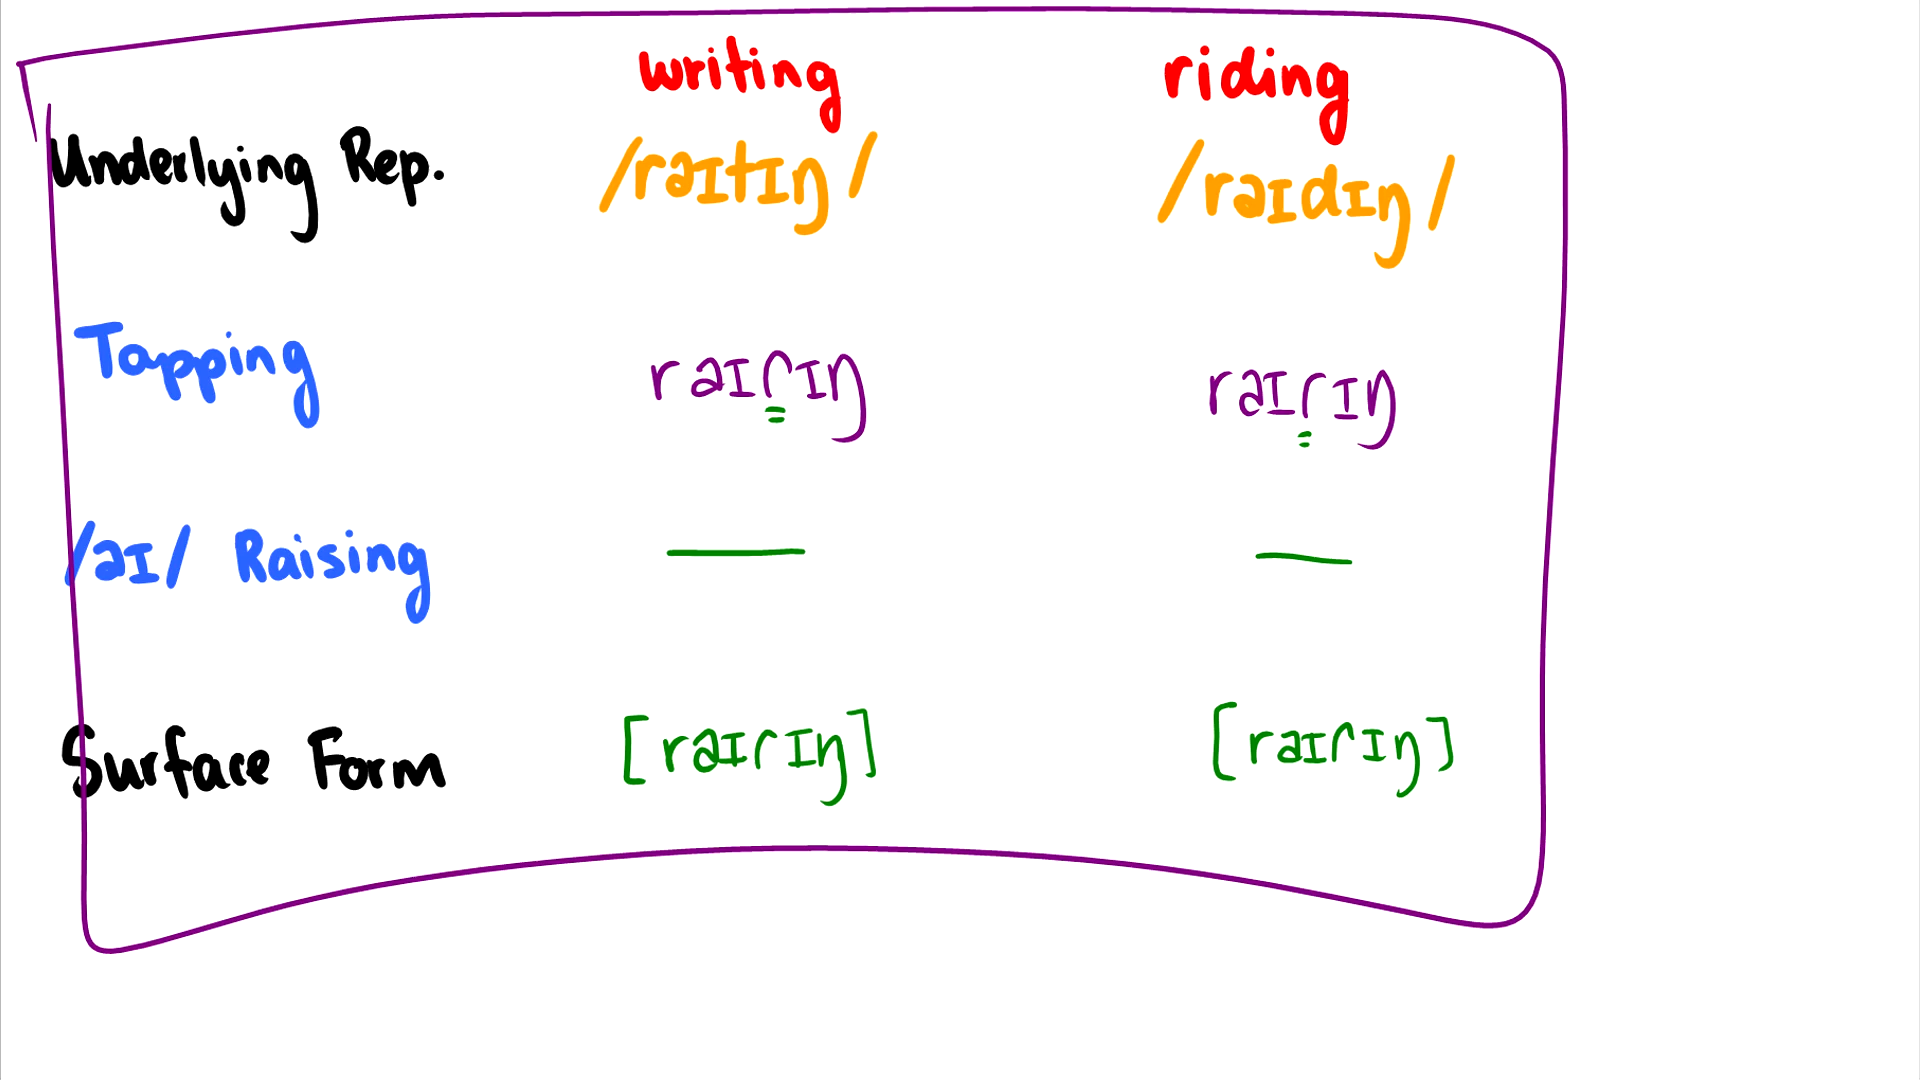 writing riding
Underlying Rep. /raɪtɪŋ/ /raɪdɪŋ/
Tapping raɪɾɪŋ raɪɾɪŋ
/aɪ/ Raising — —
Surface Form [raɪɾɪŋ] [raɪɾɪŋ]